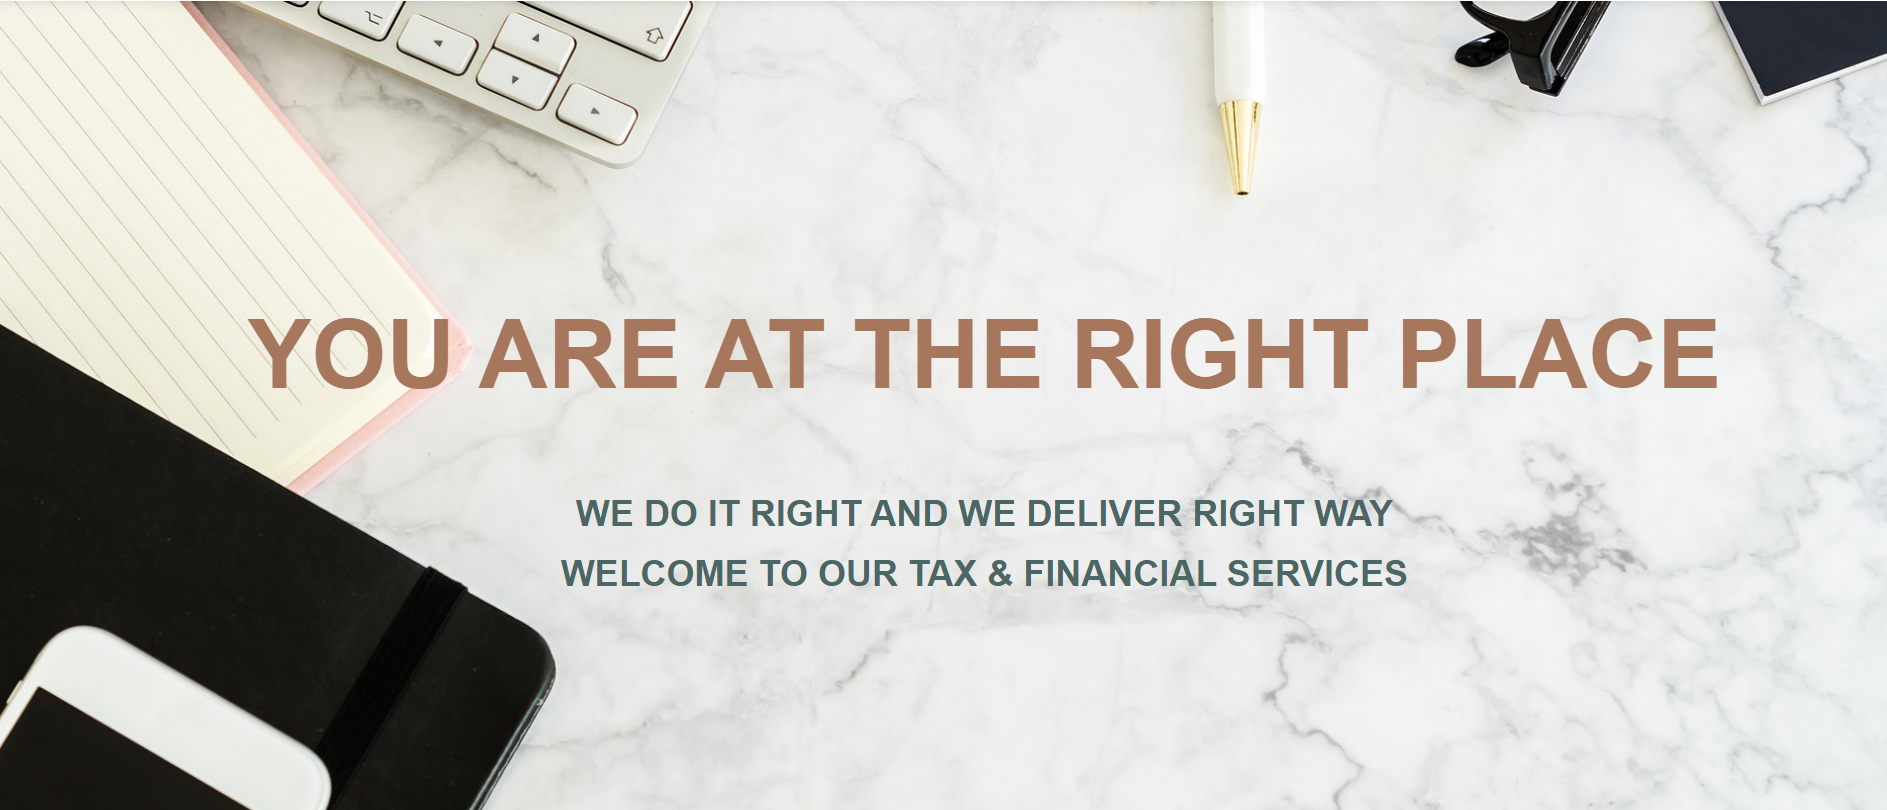 YOU ARE AT THE RIGHT PLACE
WE DO IT RIGHT AND WE DELIVER RIGHT WAY
WELCOME TO OUR TAX & FINANCIAL SERVICES